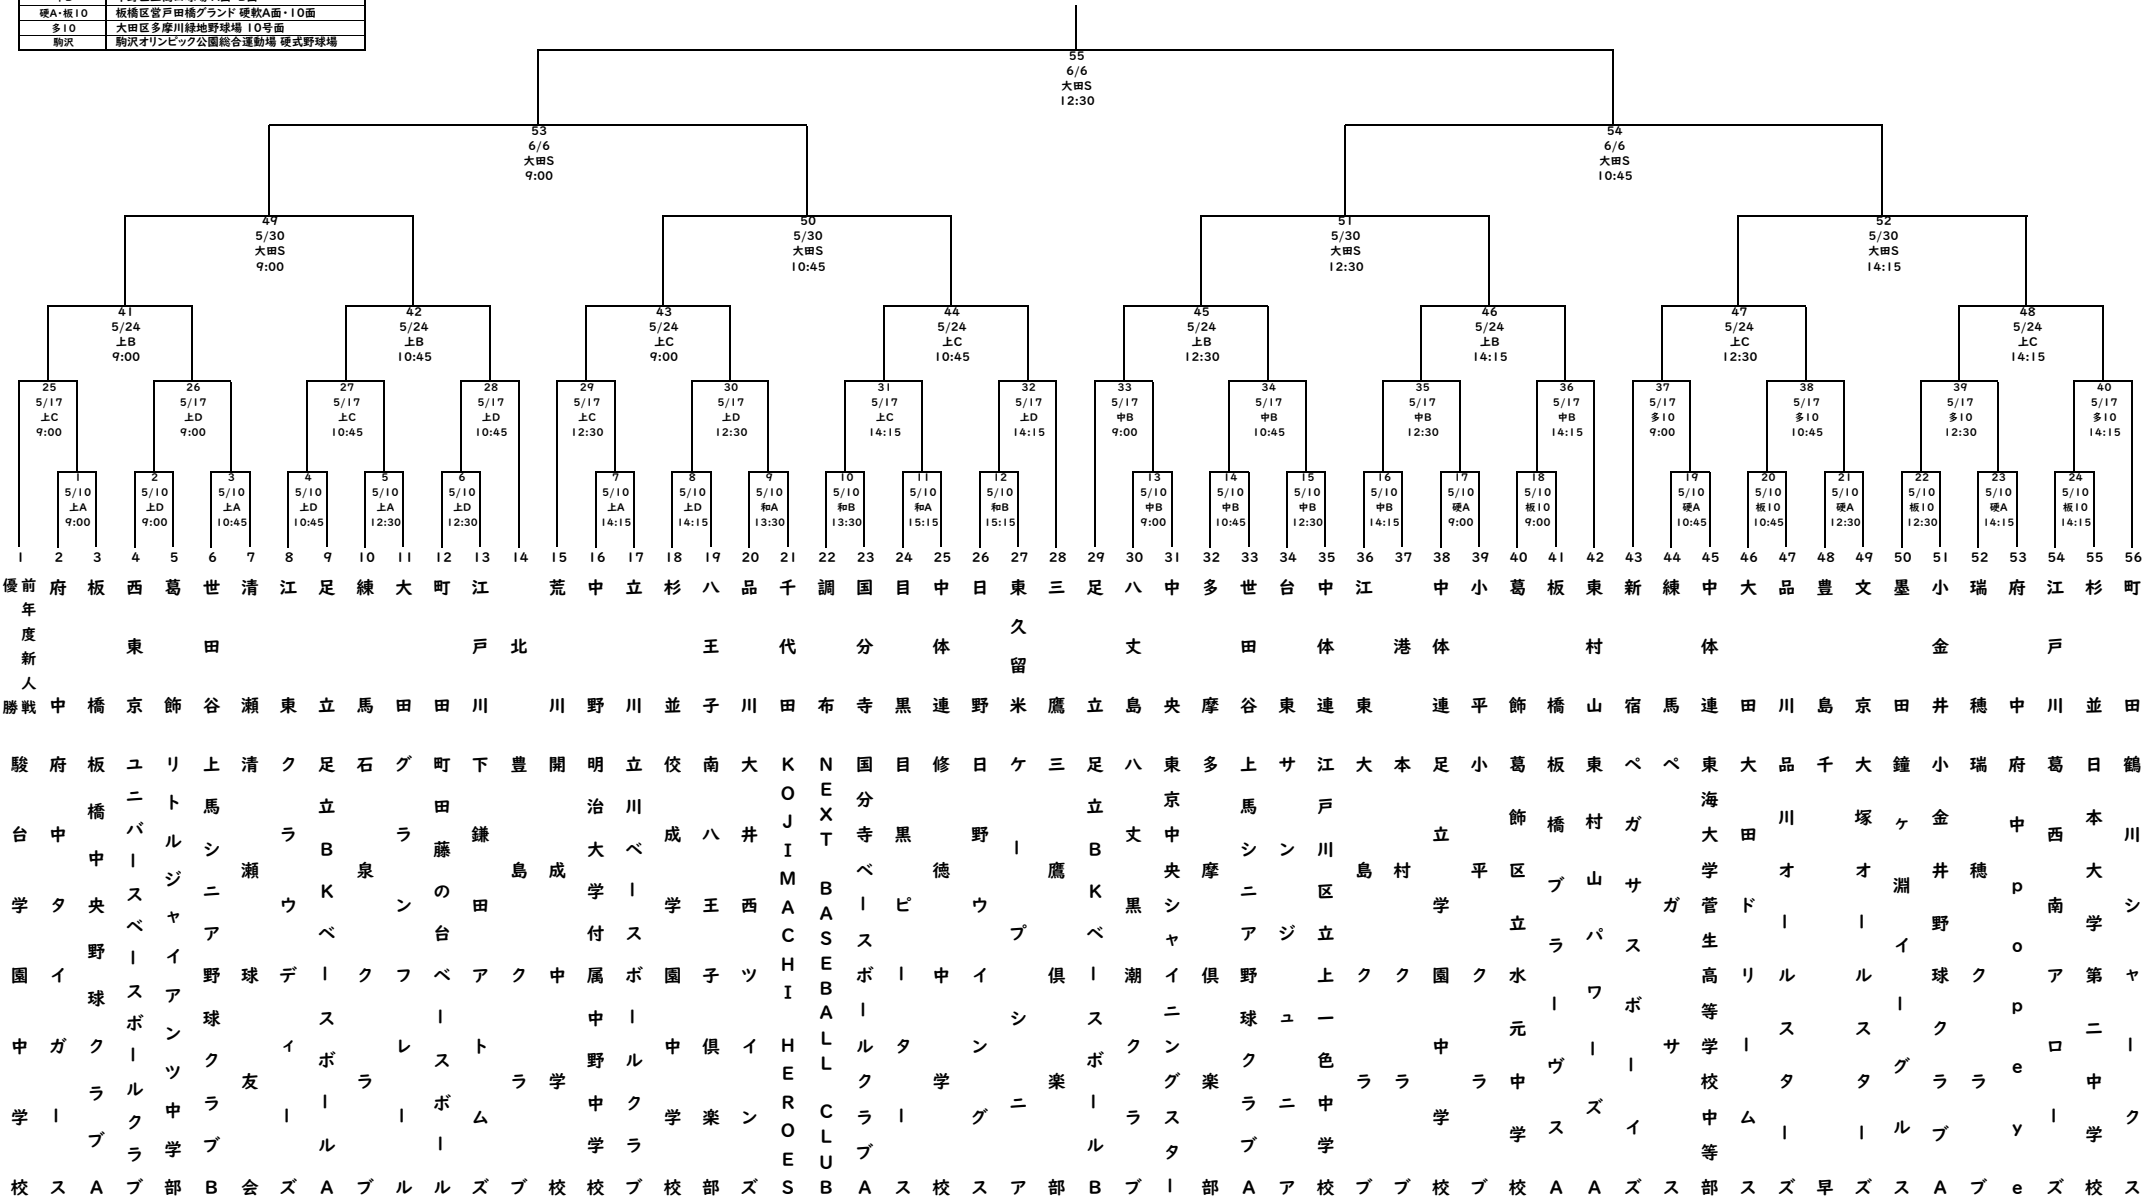 硬A・板10 板橋区営戸田橋グランド 硬軟A面・10面
多10 大田区多摩川緑地野球場 10号面
駒沢 駒沢オリンピック公園総合運動場 硬式野球場
55
6/6
大田S
12:30
53
6/6
大田S
9:00
54
6/6
大田S
10:45
49
5/30
大田S
9:00
50
5/30
大田S
10:45
51
5/30
大田S
12:30
52
5/30
大田S
14:15
41
5/24
上B
9:00
42
5/24
上B
10:45
43
5/24
上C
9:00
44
5/24
上C
10:45
45
5/24
上B
12:30
46
5/24
上B
14:15
47
5/24
上C
12:30
48
5/24
上C
14:15
25
5/17
上C
9:00
26
5/17
上D
9:00
27
5/17
上C
10:45
28
5/17
上D
10:45
29
5/17
上C
12:30
30
5/17
上D
12:30
31
5/17
上C
14:15
32
5/17
上D
14:15
33
5/17
中B
9:00
34
5/17
中B
10:45
35
5/17
中B
12:30
36
5/17
中B
14:15
37
5/17
多10
9:00
38
5/17
多10
10:45
39
5/17
多10
12:30
40
5/17
多10
14:15
1
5/10
上A
9:00
2
5/10
上D
9:00
3
5/10
上A
10:45
4
5/10
上D
10:45
5
5/10
上A
12:30
6
5/10
上D
12:30
7
5/10
上A
14:15
8
5/10
上D
14:15
9
5/10
和A
13:30
10
5/10
和B
13:30
11
5/10
和A
15:15
12
5/10
和B
15:15
13
5/10
中B
9:00
14
5/10
中B
10:45
15
5/10
中B
12:30
16
5/10
中B
14:15
17
5/10
硬A
9:00
18
5/10
板10
9:00
19
5/10
硬A
10:45
20
5/10
板10
10:45
21
5/10
硬A
12:30
22
5/10
板10
12:30
23
5/10
硬A
14:15
24
5/10
板10
14:15
1 前年度新人戦優勝 駿台学園中学校
2 府中 府中タイガース
3 板橋 板橋中央野球クラブA
4 西東京 ユニバースベースボールクラブ
5 葛飾 リトルジャイアンツ中学部
6 世田谷 上馬シニア野球クラブB
7 清瀬 清瀬球友会
8 江東 クラウディーズ
9 足立 足立BKベースボールA
10 練馬 石泉クラブ
11 大田 グランフレール
12 町田 町田藤の台ベースボール
13 江戸川 下鎌田アトムズ
14 北 豊島クラブ
15 荒川 開成中学校
16 中野 明治大学付属中野中学校
17 立川 立川ベースボールクラブ
18 杉並 佼成学園中学校
19 八王子 南八王子倶楽部
20 品川 大井西ツインズ
21 千代田 KOJIMACHI HEROES
22 調布 NEXT BASEBALL CLUB
23 国分寺 国分寺ベースボールクラブA
24 目黒 目黒ピータース
25 中体連 修徳中学校
26 日野 日野ウイングス
27 東久留米 ケープシニア
28 三鷹 三鷹倶楽部
29 足立 足立BKベースボールB
30 八丈島 八丈黒潮クラブ
31 中央 東京中央シャイニングスター
32 多摩 多摩倶楽部
33 世田谷 上馬シニア野球クラブA
34 台東 サンジュニア
35 中体連 江戸川区立上一色中学校
36 江東 大島クラブ
37 港 本村クラブ
38 中体連 足立学園中学校
39 小平 小平クラブ
40 葛飾 葛飾区立水元中学校
41 板橋 板橋ブラーヴスA
42 東村山 東村山パワーズA
43 新宿 ペガサスボーイズ
44 練馬 ペガサス
45 中体連 東海大学菅生高等学校中等部
46 大田 大田ドリームス
47 品川 品川オールスターズ
48 豊島 千早
49 文京 大塚オールスターズ
50 墨田 鐘ヶ淵イーグルス
51 小金井 小金井野球クラブA
52 瑞穂 瑞穂クラブ
53 府中 府中popeye
54 江戸川 葛西南アローズ
55 杉並 日本大学第二中学校
56 町田 鶴川シャークス